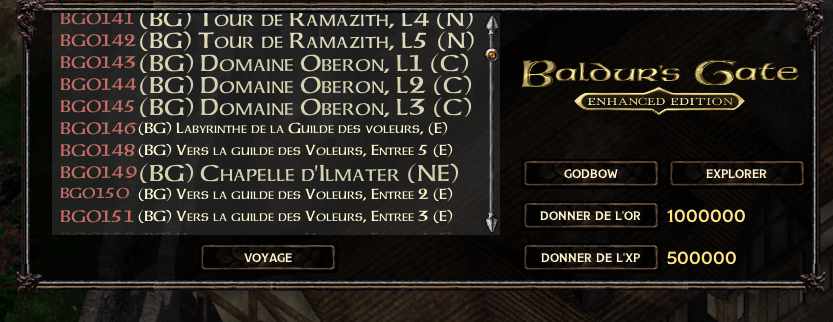 BG0141 (BG) Tour de Ramazith, L4 (N)
BG0142 (BG) Tour de Ramazith, L5 (N)
BG0143 (BG) Domaine Oberon, L1 (C)
BG0144 (BG) Domaine Oberon, L2 (C)
BG0145 (BG) Domaine Oberon, L3 (C)
BG0146 (BG) Labyrinthe de la Guilde des voleurs, (E)
BG0148 (BG) Vers la guilde des Voleurs, Entree 5 (E)
BG0149 (BG) Chapelle d'Ilmater (NE)
BG0150 (BG) Vers la guilde des Voleurs, Entree 2 (E)
BG0151 (BG) Vers la guilde des Voleurs, Entree 3 (E)
VOYAGE
Baldur's Gate
ENHANCED EDITION
GODBOW
EXPLORER
DONNER DE L'OR 1000000
DONNER DE L'XP 500000